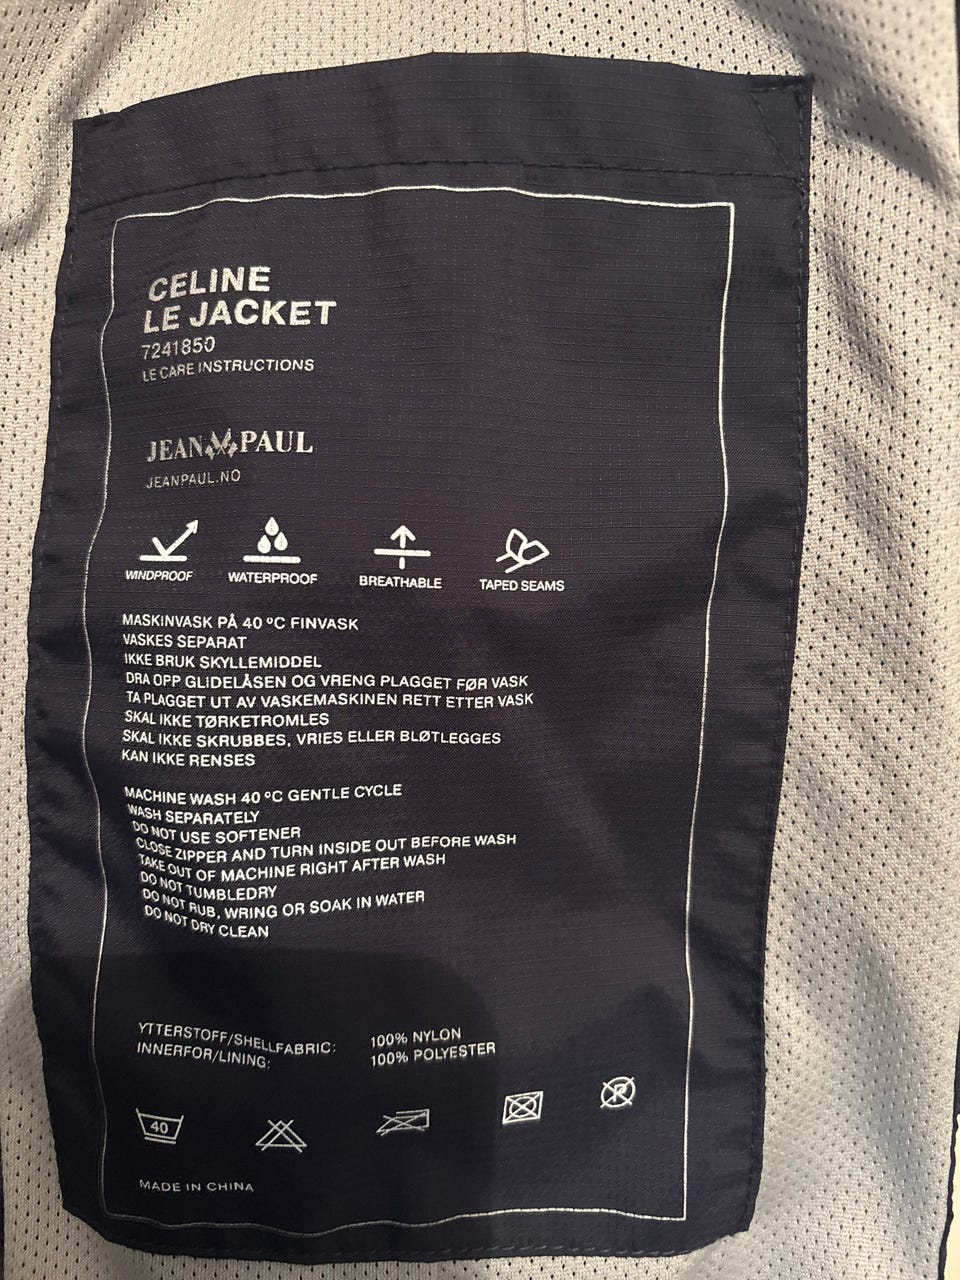 CELINE
LE JACKET
7241850
LE CARE INSTRUCTIONS
JEAN PAUL
JEANPAUL.NO
WINDPROOF WATERPROOF BREATHABLE TAPED SEAMS
MASKINVASK PÅ 40 ºC FINVASK
VASKES SEPARAT
IKKE BRUK SKYLLEMIDDEL
DRA OPP GLIDELÅSEN OG VRENG PLAGGET FØR VASK
TA PLAGGET UT AV VASKEMASKINEN RETT ETTER VASK
SKAL IKKE TØRKETROMLES
SKAL IKKE SKRUBBES, VRIES ELLER BLØTLEGGES
KAN IKKE RENSES
MACHINE WASH 40 ºC GENTLE CYCLE
WASH SEPARATELY
DO NOT USE SOFTENER
CLOSE ZIPPER AND TURN INSIDE OUT BEFORE WASH
TAKE OUT OF MACHINE RIGHT AFTER WASH
DO NOT TUMBLEDRY
DO NOT RUB, WRING OR SOAK IN WATER
DO NOT DRY CLEAN
YTTERSTOFF/SHELLFABRIC: 100% NYLON
INNERFOR/LINING: 100% POLYESTER
40 P
MADE IN CHINA